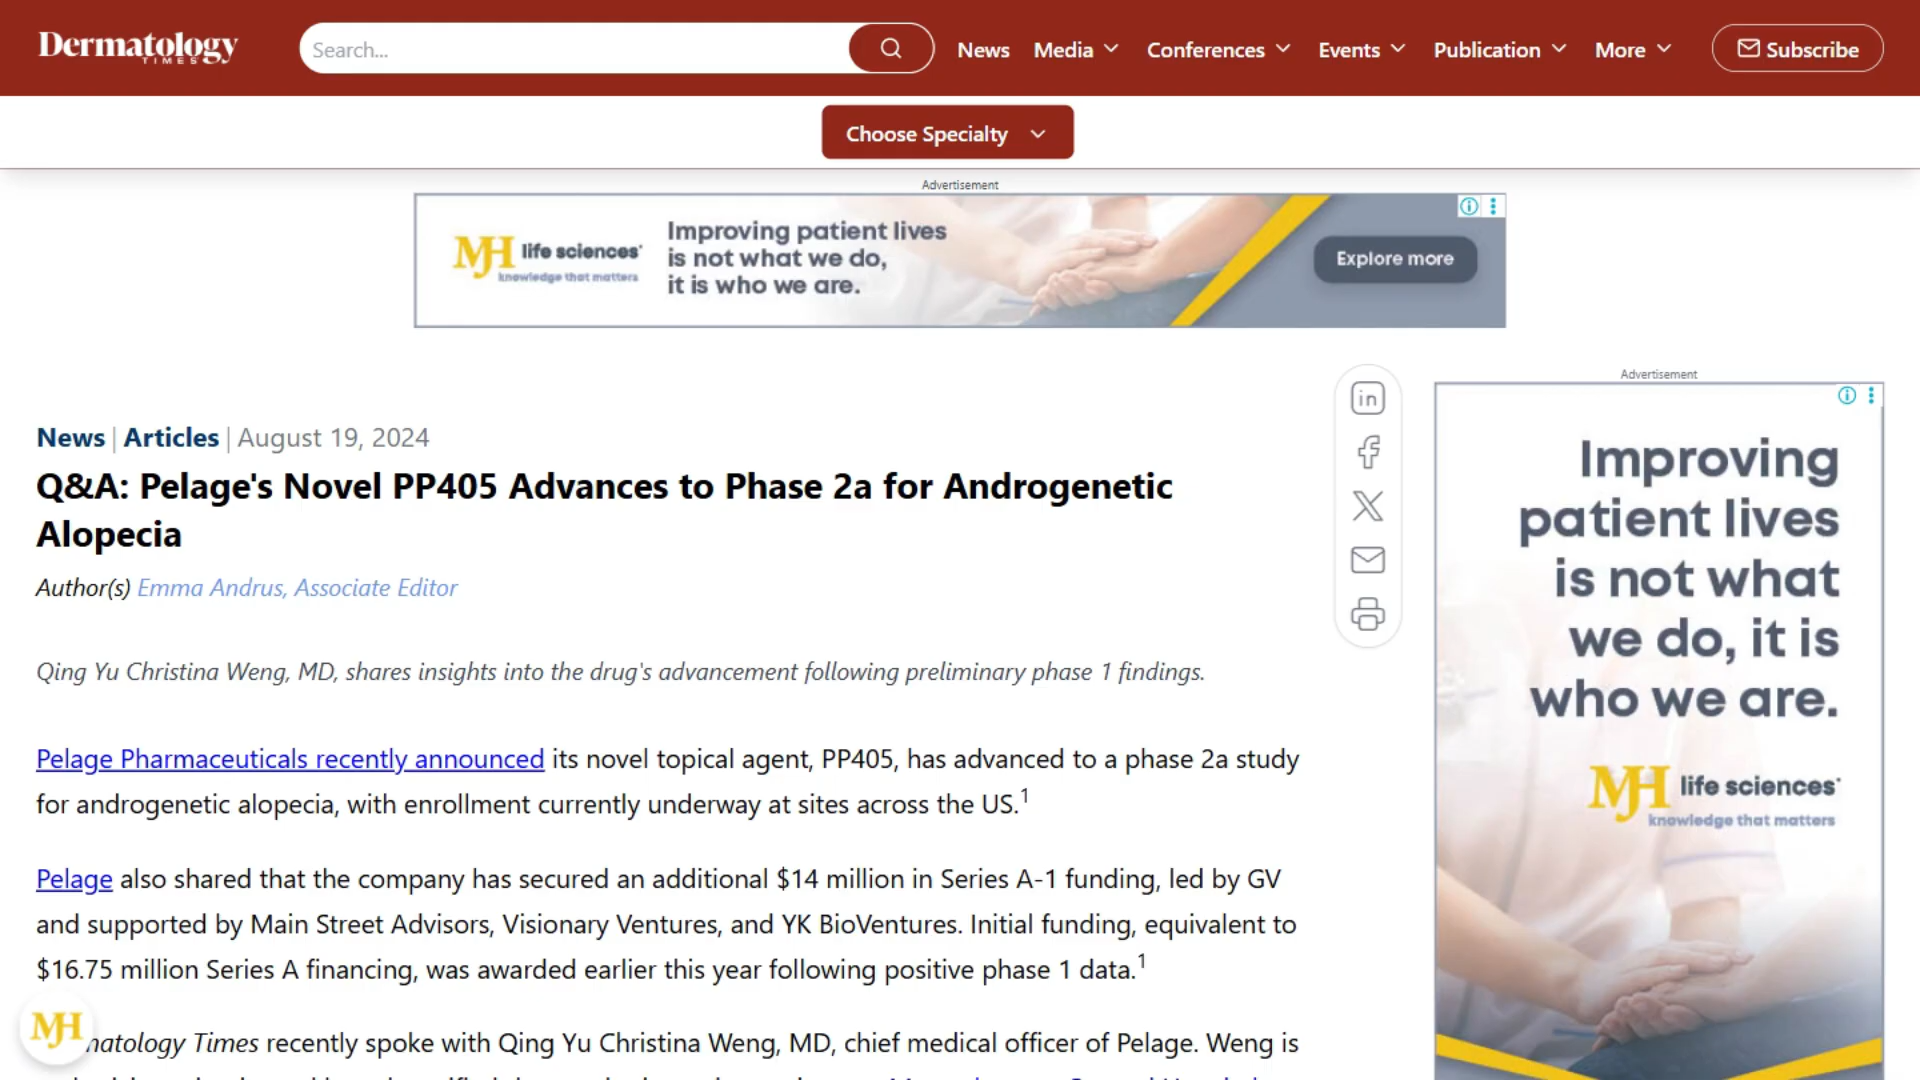 Dermatology
TIMES
Search...
News
Media
Conferences
Events
Publication
More
Subscribe
Choose Specialty
Advertisement
MJH life sciences®
knowledge that matters
Improving patient lives
is not what we do,
it is who we are.
Explore more
News | Articles | August 19, 2024
Q&A: Pelage's Novel PP405 Advances to Phase 2a for Androgenetic
Alopecia
Author(s) Emma Andrus, Associate Editor
Qing Yu Christina Weng, MD, shares insights into the drug's advancement following preliminary phase 1 findings.
Pelage Pharmaceuticals recently announced its novel topical agent, PP405, has advanced to a phase 2a study
for androgenetic alopecia, with enrollment currently underway at sites across the US.1
Pelage also shared that the company has secured an additional $14 million in Series A-1 funding, led by GV
and supported by Main Street Advisors, Visionary Ventures, and YK BioVentures. Initial funding, equivalent to
$16.75 million Series A financing, was awarded earlier this year following positive phase 1 data.1
MJH
matology Times recently spoke with Qing Yu Christina Weng, MD, chief medical officer of Pelage. Weng is
Advertisement
Improving
patient lives
is not what
we do, it is
who we are.
MJH life sciences®
knowledge that matters